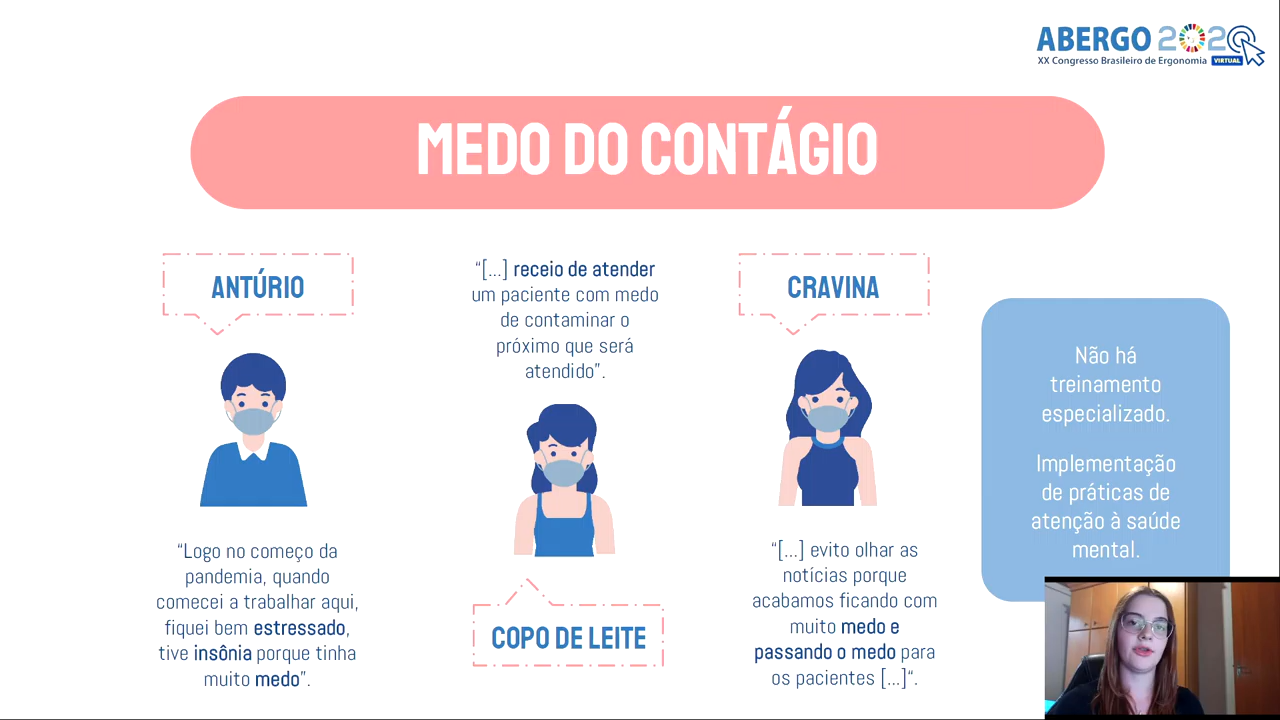 ABERGO 2020
XX Congresso Brasileiro de Ergonomia VIRTUAL
MEDO DO CONTÁGIO
ANTÚRIO
“Logo no começo da
pandemia, quando
comecei a trabalhar aqui,
fiquei bem estressado,
tive insônia porque tinha
muito medo”.
“[...] receio de atender
um paciente com medo
de contaminar o
próximo que será
atendido”.
COPO DE LEITE
CRAVINA
“[...] evito olhar as
notícias porque
acabamos ficando com
muito medo e
passando o medo para
os pacientes [...]“.
Não há
treinamento
especializado.
Implementação
de práticas de
atenção à saúde
mental.